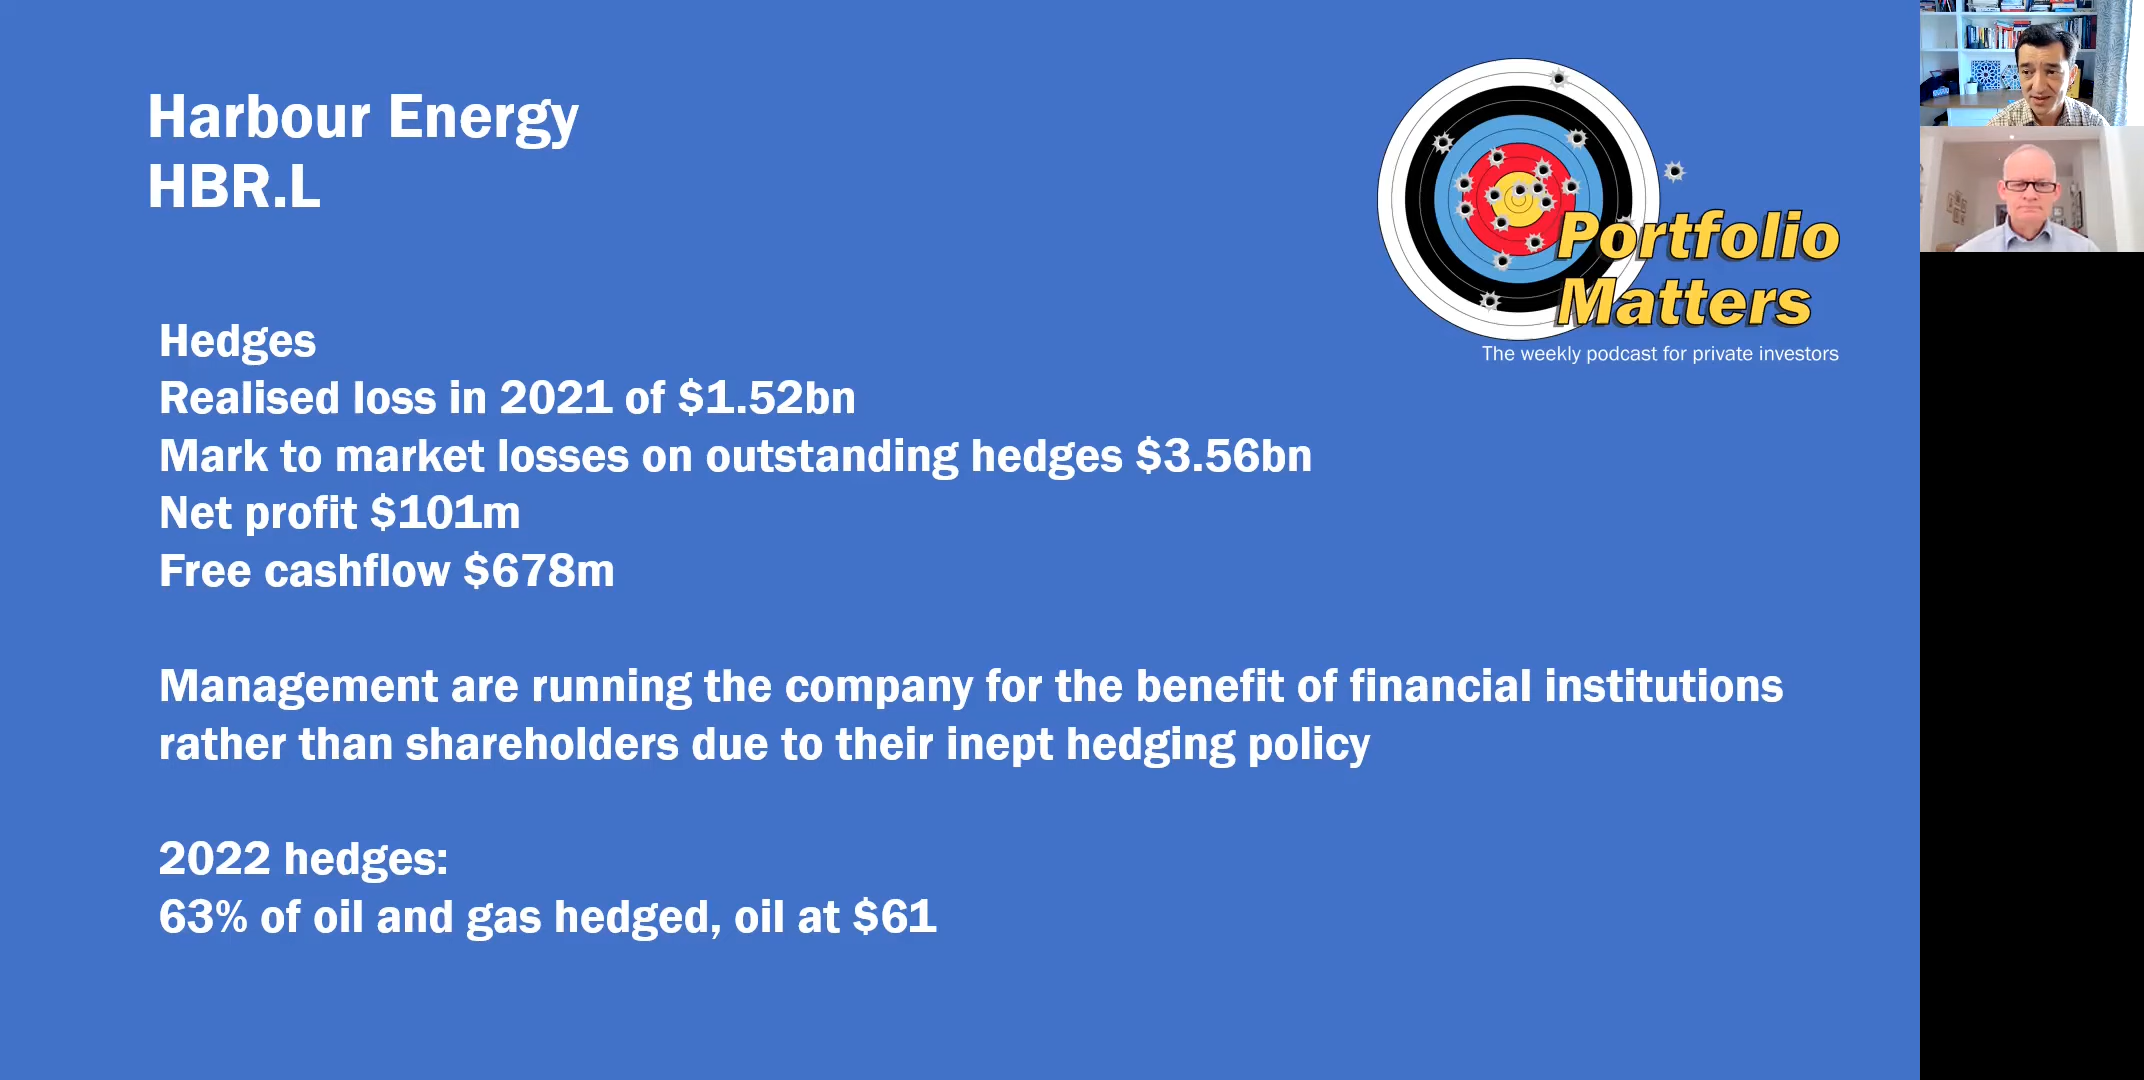 Harbour Energy
HBR.L
Portfolio
Matters
The weekly podcast for private investors
Hedges
Realised loss in 2021 of $1.52bn
Mark to market losses on outstanding hedges $3.56bn
Net profit $101m
Free cashflow $678m
Management are running the company for the benefit of financial institutions
rather than shareholders due to their inept hedging policy
2022 hedges:
63% of oil and gas hedged, oil at $61